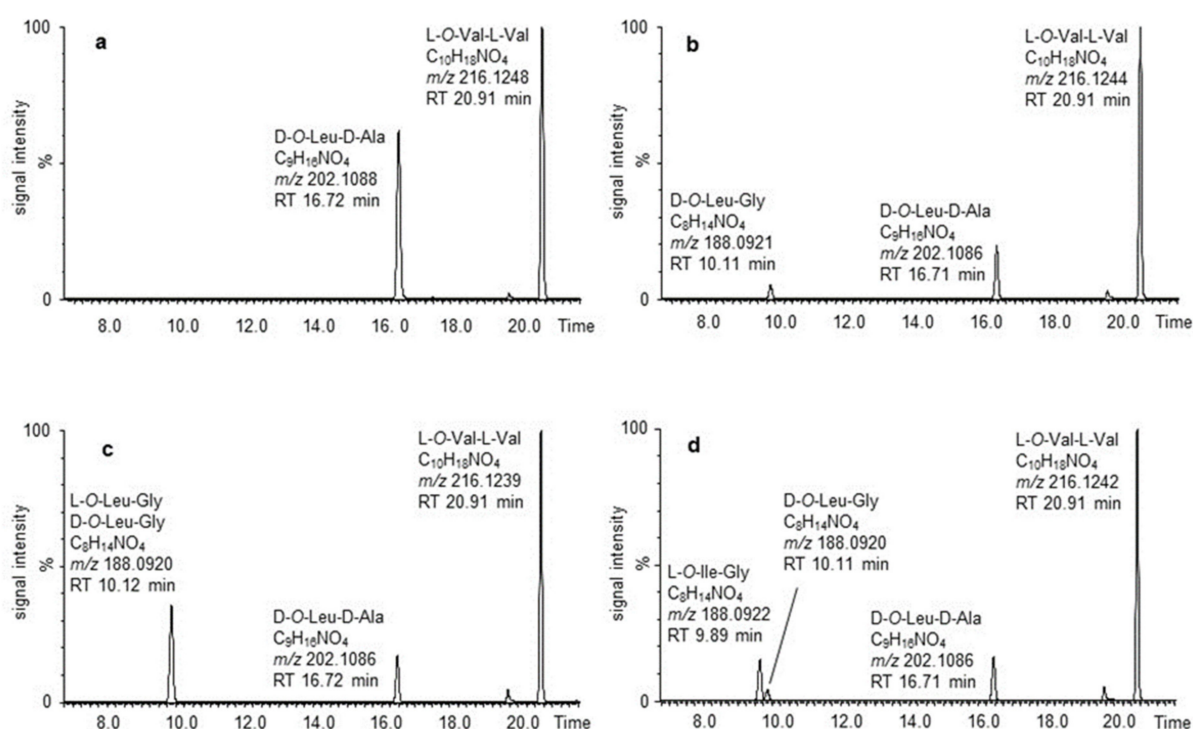 a
100
signal intensity
%
0
L-O-Val-L-Val
C10H18NO4
m/z 216.1248
RT 20.91 min
D-O-Leu-D-Ala
C9H16NO4
m/z 202.1088
RT 16.72 min
8.0 10.0 12.0 14.0 16.0 18.0 20.0 Time
b
100
signal intensity
%
0
L-O-Val-L-Val
C10H18NO4
m/z 216.1244
RT 20.91 min
D-O-Leu-Gly
C8H14NO4
m/z 188.0921
RT 10.11 min
D-O-Leu-D-Ala
C9H16NO4
m/z 202.1086
RT 16.71 min
8.0 10.0 12.0 14.0 16.0 18.0 20.0 Time
c
100
signal intensity
%
0
L-O-Val-L-Val
C10H18NO4
m/z 216.1239
RT 20.91 min
L-O-Leu-Gly
D-O-Leu-Gly
C8H14NO4
m/z 188.0920
RT 10.12 min
D-O-Leu-D-Ala
C9H16NO4
m/z 202.1086
RT 16.72 min
8.0 10.0 12.0 14.0 16.0 18.0 20.0 Time
d
100
signal intensity
%
0
L-O-Val-L-Val
C10H18NO4
m/z 216.1242
RT 20.91 min
D-O-Leu-Gly
C8H14NO4
m/z 188.0920
RT 10.11 min
L-O-Ile-Gly
C8H14NO4
m/z 188.0922
RT 9.89 min
D-O-Leu-D-Ala
C9H16NO4
m/z 202.1086
RT 16.71 min
8.0 10.0 12.0 14.0 16.0 18.0 20.0 Time